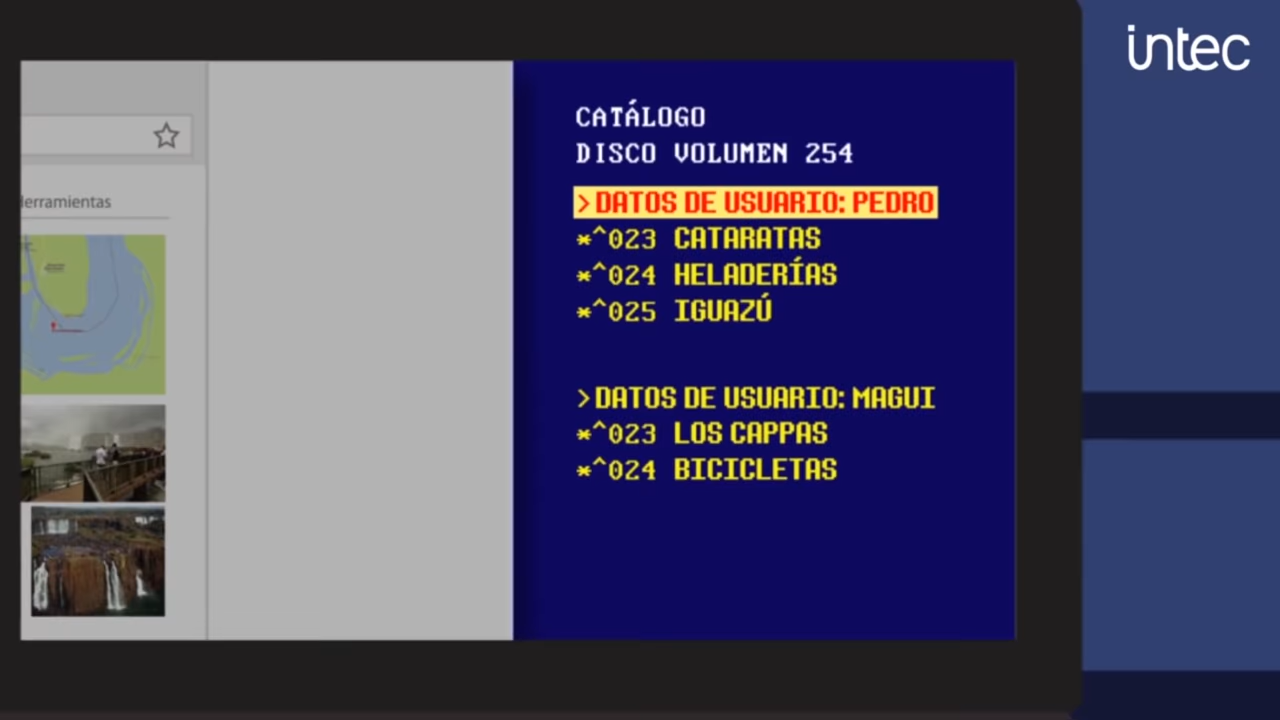 intec
CATÁLOGO
DISCO VOLUMEN 254
>DATOS DE USUARIO: PEDRO
*^023 CATARATAS
*^024 HELADERÍAS
*^025 IGUAZÚ
>DATOS DE USUARIO: MAGUI
*^023 LOS CAPPAS
*^024 BICICLETAS
erramientas